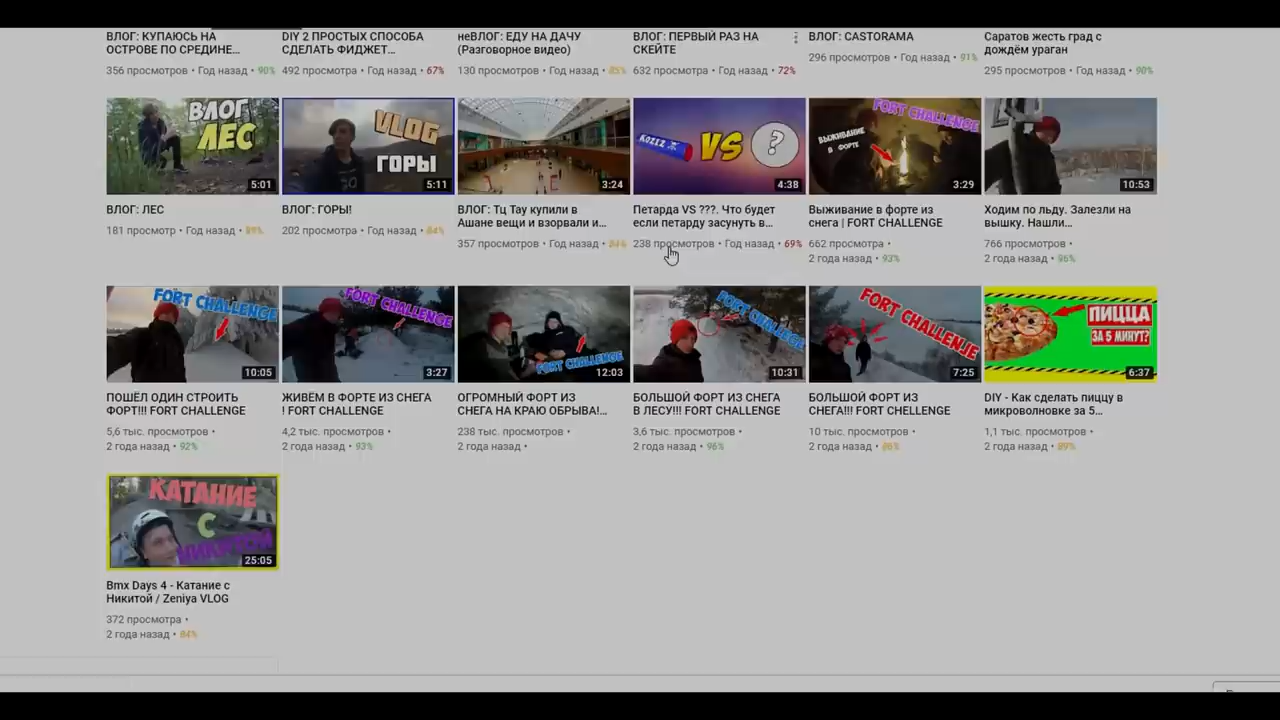 ВЛОГ: КУПАЮСЬ НА
ОСТРОВЕ ПО СРЕДИНЕ...
356 просмотров • Год назад • 90%
DIY 2 ПРОСТЫХ СПОСОБА
СДЕЛАТЬ ФИДЖЕТ...
492 просмотра • Год назад • 67%
неВЛОГ: ЕДУ НА ДАЧУ
(Разговорное видео)
130 просмотров • Год назад • 85%
ВЛОГ: ПЕРВЫЙ РАЗ НА
СКЕЙТЕ
632 просмотра • Год назад • 72%
ВЛОГ: CASTORAMA
296 просмотров • Год назад • 91%
Саратов жесть град с
дождём ураган
295 просмотров • Год назад • 90%
ВЛОГ
ЛЕС
5:01
ВЛОГ: ЛЕС
181 просмотр • Год назад • 89%
VLOG
ГОРЫ
5:11
ВЛОГ: ГОРЫ!
202 просмотра • Год назад • 84%
3:24
ВЛОГ: Тц Тау купили в
Ашане вещи и взорвали и...
357 просмотров • Год назад • 84%
VS ?
4:38
Петарда VS ???. Что будет
если петарду засунуть в...
238 просмотров • Год назад • 69%
FORT CHALLENGE
ВЫЖИВАНИЕ
В ФОРТЕ
3:29
Выживание в форте из
снега | FORT CHALLENGE
662 просмотра •
2 года назад • 93%
10:53
Ходим по льду. Залезли на
вышку. Нашли...
766 просмотров •
2 года назад • 96%
FORT CHALLENGE
10:05
ПОШЁЛ ОДИН СТРОИТЬ
ФОРТ!!! FORT CHALLENGE
5,6 тыс. просмотров •
2 года назад • 92%
FORT CHALLENGE
3:27
ЖИВЁМ В ФОРТЕ ИЗ СНЕГА
! FORT CHALLENGE
4,2 тыс. просмотров •
2 года назад • 93%
FORT CHALLENGE
12:03
ОГРОМНЫЙ ФОРТ ИЗ
СНЕГА НА КРАЮ ОБРЫВА!...
238 тыс. просмотров •
2 года назад •
FORT CHALLENGE
10:31
БОЛЬШОЙ ФОРТ ИЗ СНЕГА
В ЛЕСУ!!! FORT CHALLENGE
3,6 тыс. просмотров •
2 года назад • 96%
FORT CHALLENJE
7:25
БОЛЬШОЙ ФОРТ ИЗ
СНЕГА!!! FORT CHELLENGE
10 тыс. просмотров •
2 года назад • 86%
ПИЦЦА
ЗА 5 МИНУТ?
6:37
DIY - Как сделать пиццу в
микроволновке за 5...
1,1 тыс. просмотров •
2 года назад • 89%
КАТАНИЕ
С
НИКИТОЙ
25:05
Bmx Days 4 - Катание с
Никитой / Zeniya VLOG
372 просмотра •
2 года назад • 84%